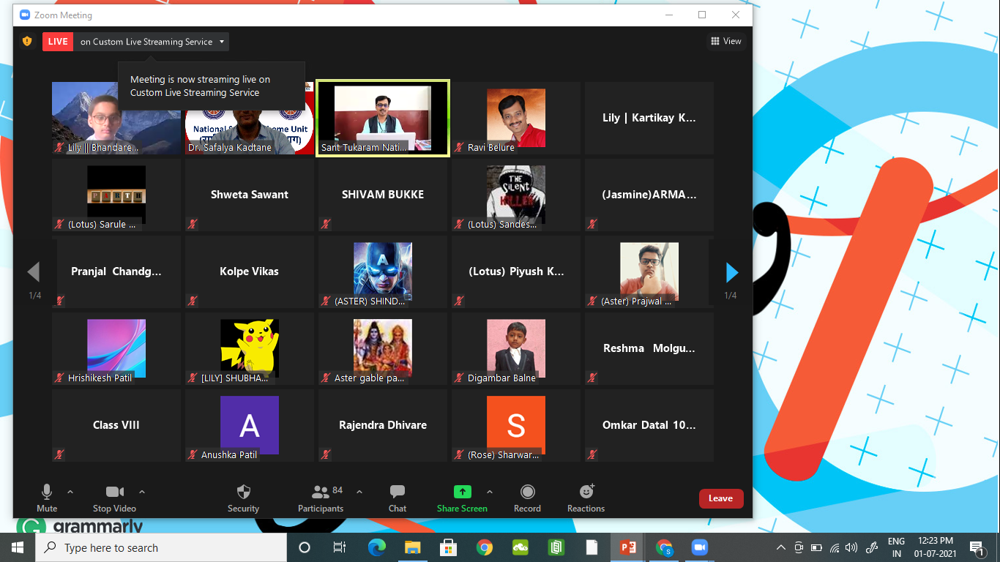 Zoom Meeting
LIVE on Custom Live Streaming Service
View
Meeting is now streaming live on
Custom Live Streaming Service
National
eme Unit
Lily || Bhandare...
Dr. Safalya Kadtane
Sant Tukaram Nati...
Ravi Belure
Lily | Kartikay K...
PARTH
(Lotus) Sarule ...
Shweta Sawant
SHIVAM BUKKE
THE
SILENT
KILLER
(Lotus) Sandes...
(Jasmine)ARMA...
1/4
Pranjal Chandg...
Kolpe Vikas
A
(ASTER) SHIND...
(Lotus) Piyush K...
(Aster) Prajwal ...
1/4
Hrishikesh Patil
[LILY] SHUBHA...
Aster gable pa...
Digambar Balne
Reshma Molgu...
Class VIII
A
Anushka Patil
Rajendra Dhivare
S
(Rose) Sharwar...
Omkar Datal 10...
Mute
Stop Video
Security
84
Participants
Chat
Share Screen
Record
Reactions
Leave
grammarly
Type here to search
ENG
IN
12:23 PM
01-07-2021
1